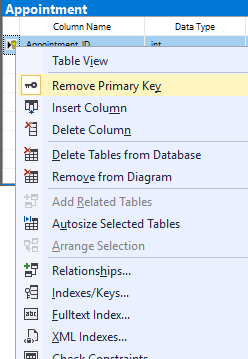 Appointment
Column Name Data Type
Appointment_ID int
Table View
Remove Primary Key
Insert Column
Delete Column
Delete Tables from Database
Remove from Diagram
Add Related Tables
Autosize Selected Tables
Arrange Selection
Relationships...
Indexes/Keys...
Fulltext Index...
XML Indexes...
Check Constraints